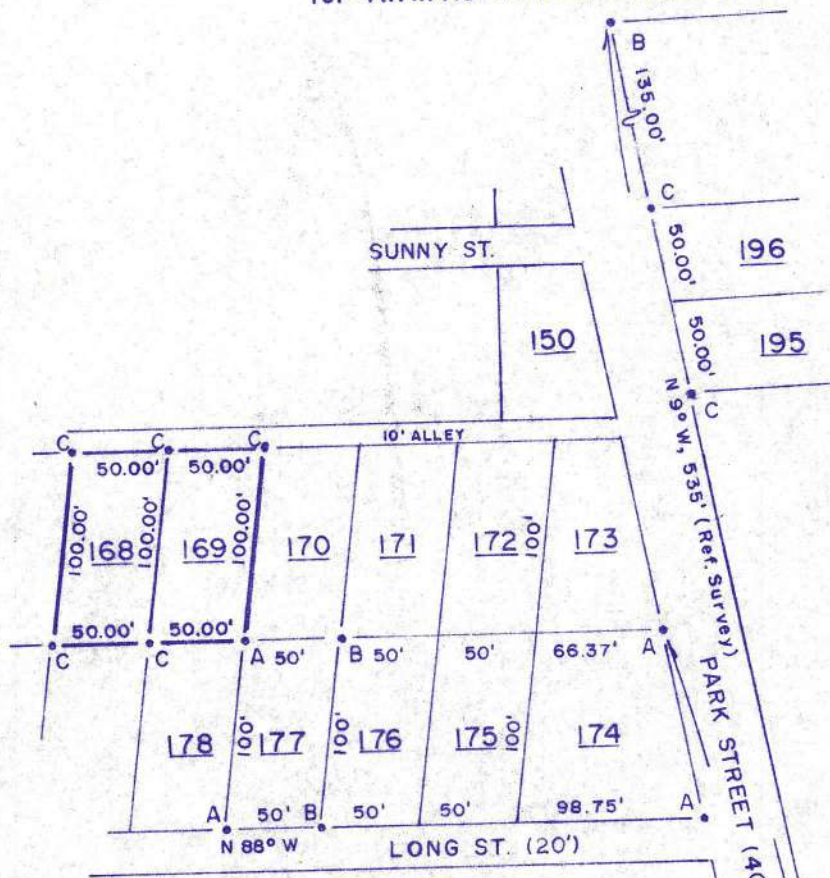 B
135.00'
C
50.00'
196
SUNNY ST.
50.00'
195
150
C
N 9° W, 535' (Ref. Survey)
10' ALLEY
C
C
C
50.00'
50.00'
100.00'
168
100.00'
169
100.00'
170
171
172
100'
173
50.00'
50.00'
C
C
A
50'
B
50'
50'
66.37'
A
PARK STREET (40
178
100'
177
100'
176
175
100'
174
A
50'
B
50'
50'
98.75'
A
N 88° W
LONG ST. (20')